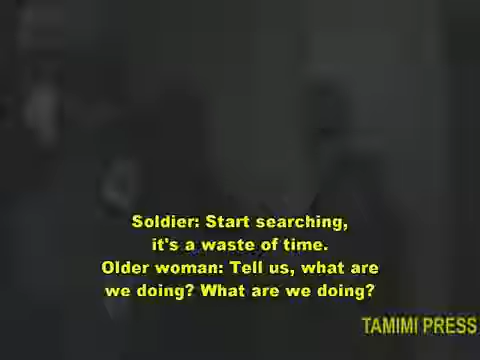 Soldier: Start searching,
it's a waste of time.
Older woman: Tell us, what are
we doing? What are we doing?
TAMIMI PRESS